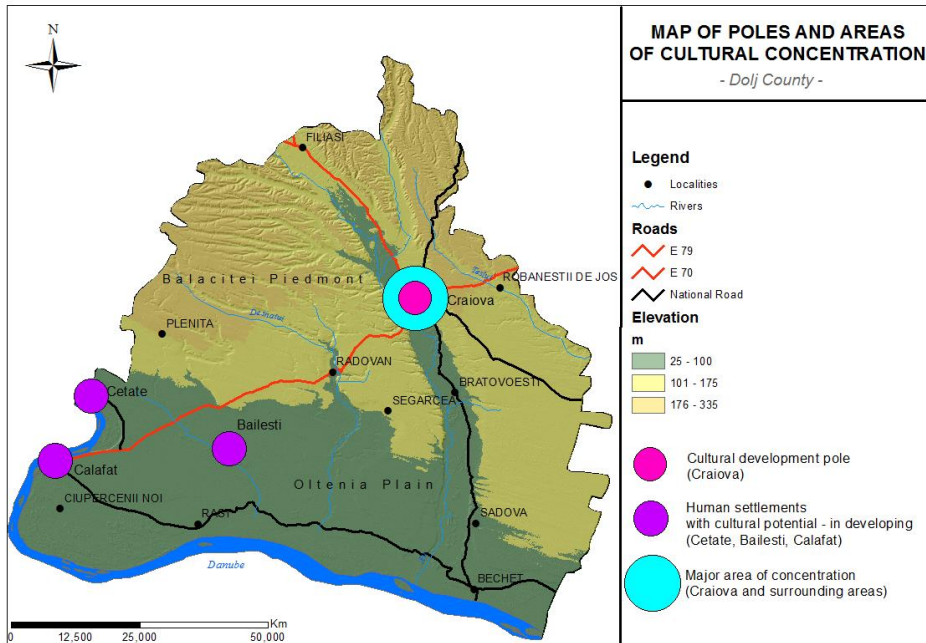 MAP OF POLES AND AREAS
OF CULTURAL CONCENTRATION
- Dolj County -
N
FILIASI
Balacitei Piedmont
ROBANESTII DE JOS
Craiova
PLENITA
Desnatui
RADOVAN
BRATOVOESTI
SEGARCEA
Cetate
Bailesti
Calafat
Oltenia Plain
CIUPERCENII NOI
RAST
SADOVA
Danube
BECHET
Km
0 12,500 25,000 50,000
Legend
Localities
Rivers
Roads
E 79
E 70
National Road
Elevation
m
25 - 100
101 - 175
176 - 335
Cultural development pole
(Craiova)
Human settlements
with cultural potential - in developing
(Cetate, Bailesti, Calafat)
Major area of concentration
(Craiova and surrounding areas)